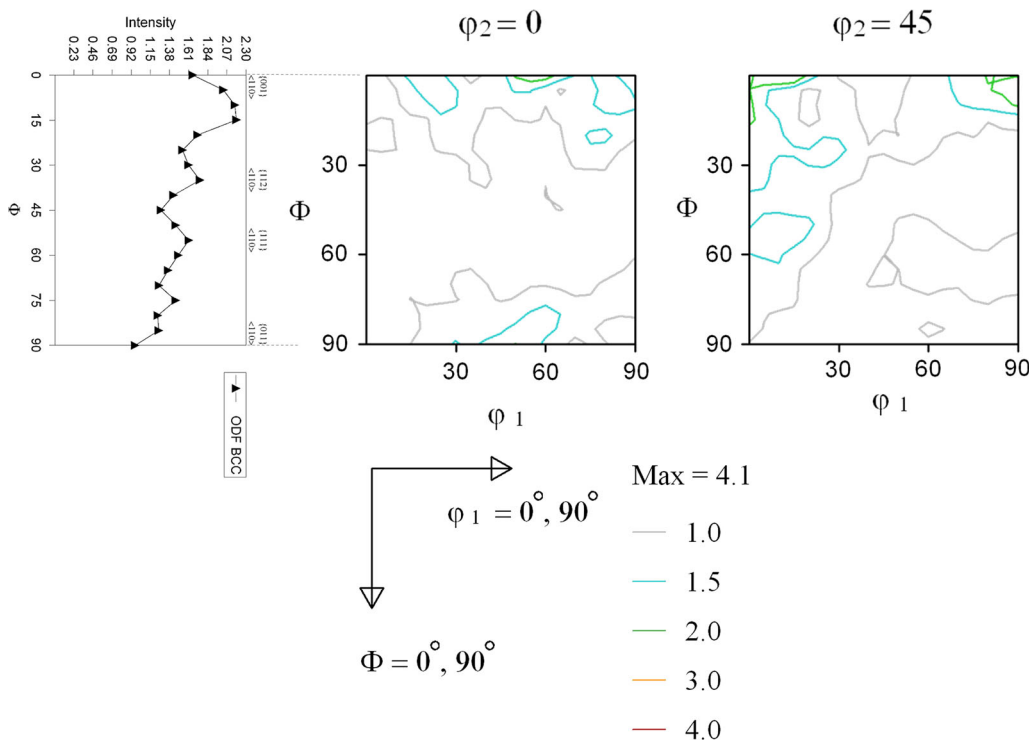 Intensity
0.23 0.46 0.69 0.92 1.15 1.38 1.61 1.84 2.07 2.30
0 15 30 45 60 75 90
Φ
{001}
<110>
{112}
<110>
{111}
<110>
{011}
<110>
ODF BCC
φ2 = 0
30
60
90
Φ
30 60 90
φ 1
φ2 = 45
30
60
90
Φ
30 60 90
φ 1
φ 1 = 0°, 90°
Φ = 0°, 90°
Max = 4.1
1.0
1.5
2.0
3.0
4.0